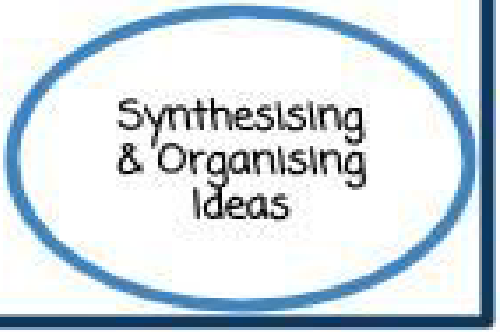 Synthesising
& Organising
Ideas